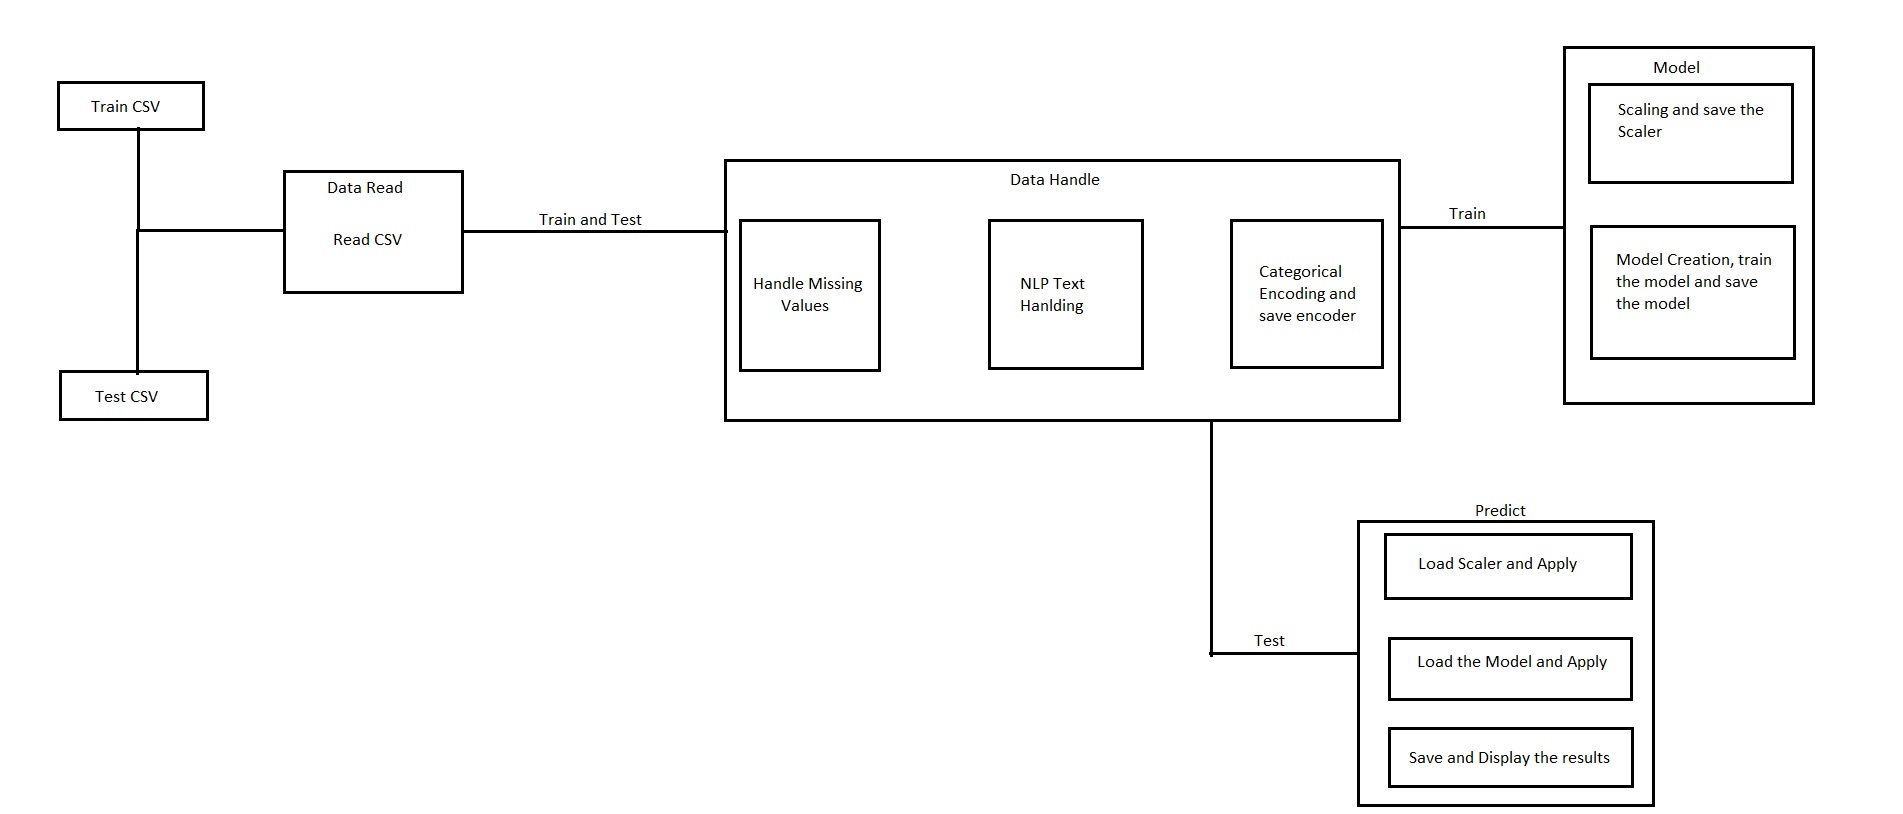 Train CSV
Test CSV
Data Read
Read CSV
Train and Test
Data Handle
Handle Missing
Values
NLP Text
Hanlding
Categorical
Encoding and
save encoder
Train
Model
Scaling and save the
Scaler
Model Creation, train
the model and save
the model
Test
Predict
Load Scaler and Apply
Load the Model and Apply
Save and Display the results